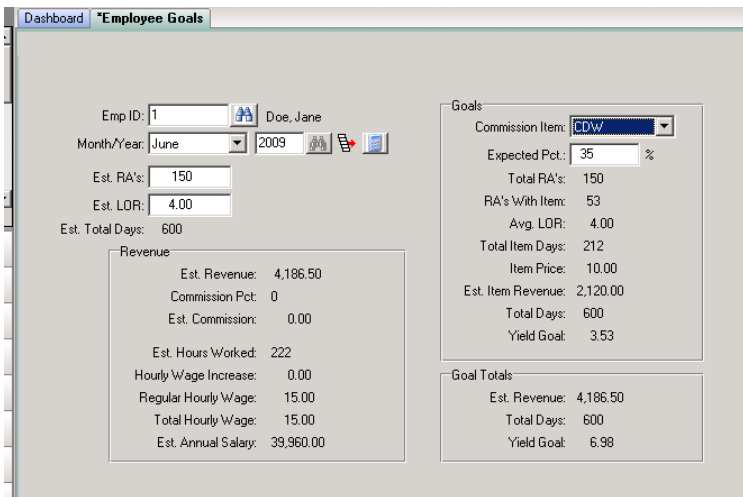 Dashboard *Employee Goals
Emp ID: 1 Doe, Jane
Month/Year: June 2009
Est. RA's: 150
Est. LOR: 4.00
Est. Total Days: 600
Revenue
Est. Revenue: 4,186.50
Commission Pct: 0
Est. Commission: 0.00
Est. Hours Worked: 222
Hourly Wage Increase: 0.00
Regular Hourly Wage: 15.00
Total Hourly Wage: 15.00
Est. Annual Salary: 39,960.00
Goals
Commission Item: CDW
Expected Pct.: 35 %
Total RA's: 150
RA's With Item: 53
Avg. LOR: 4.00
Total Item Days: 212
Item Price: 10.00
Est. Item Revenue: 2,120.00
Total Days: 600
Yield Goal: 3.53
Goal Totals
Est. Revenue: 4,186.50
Total Days: 600
Yield Goal: 6.98